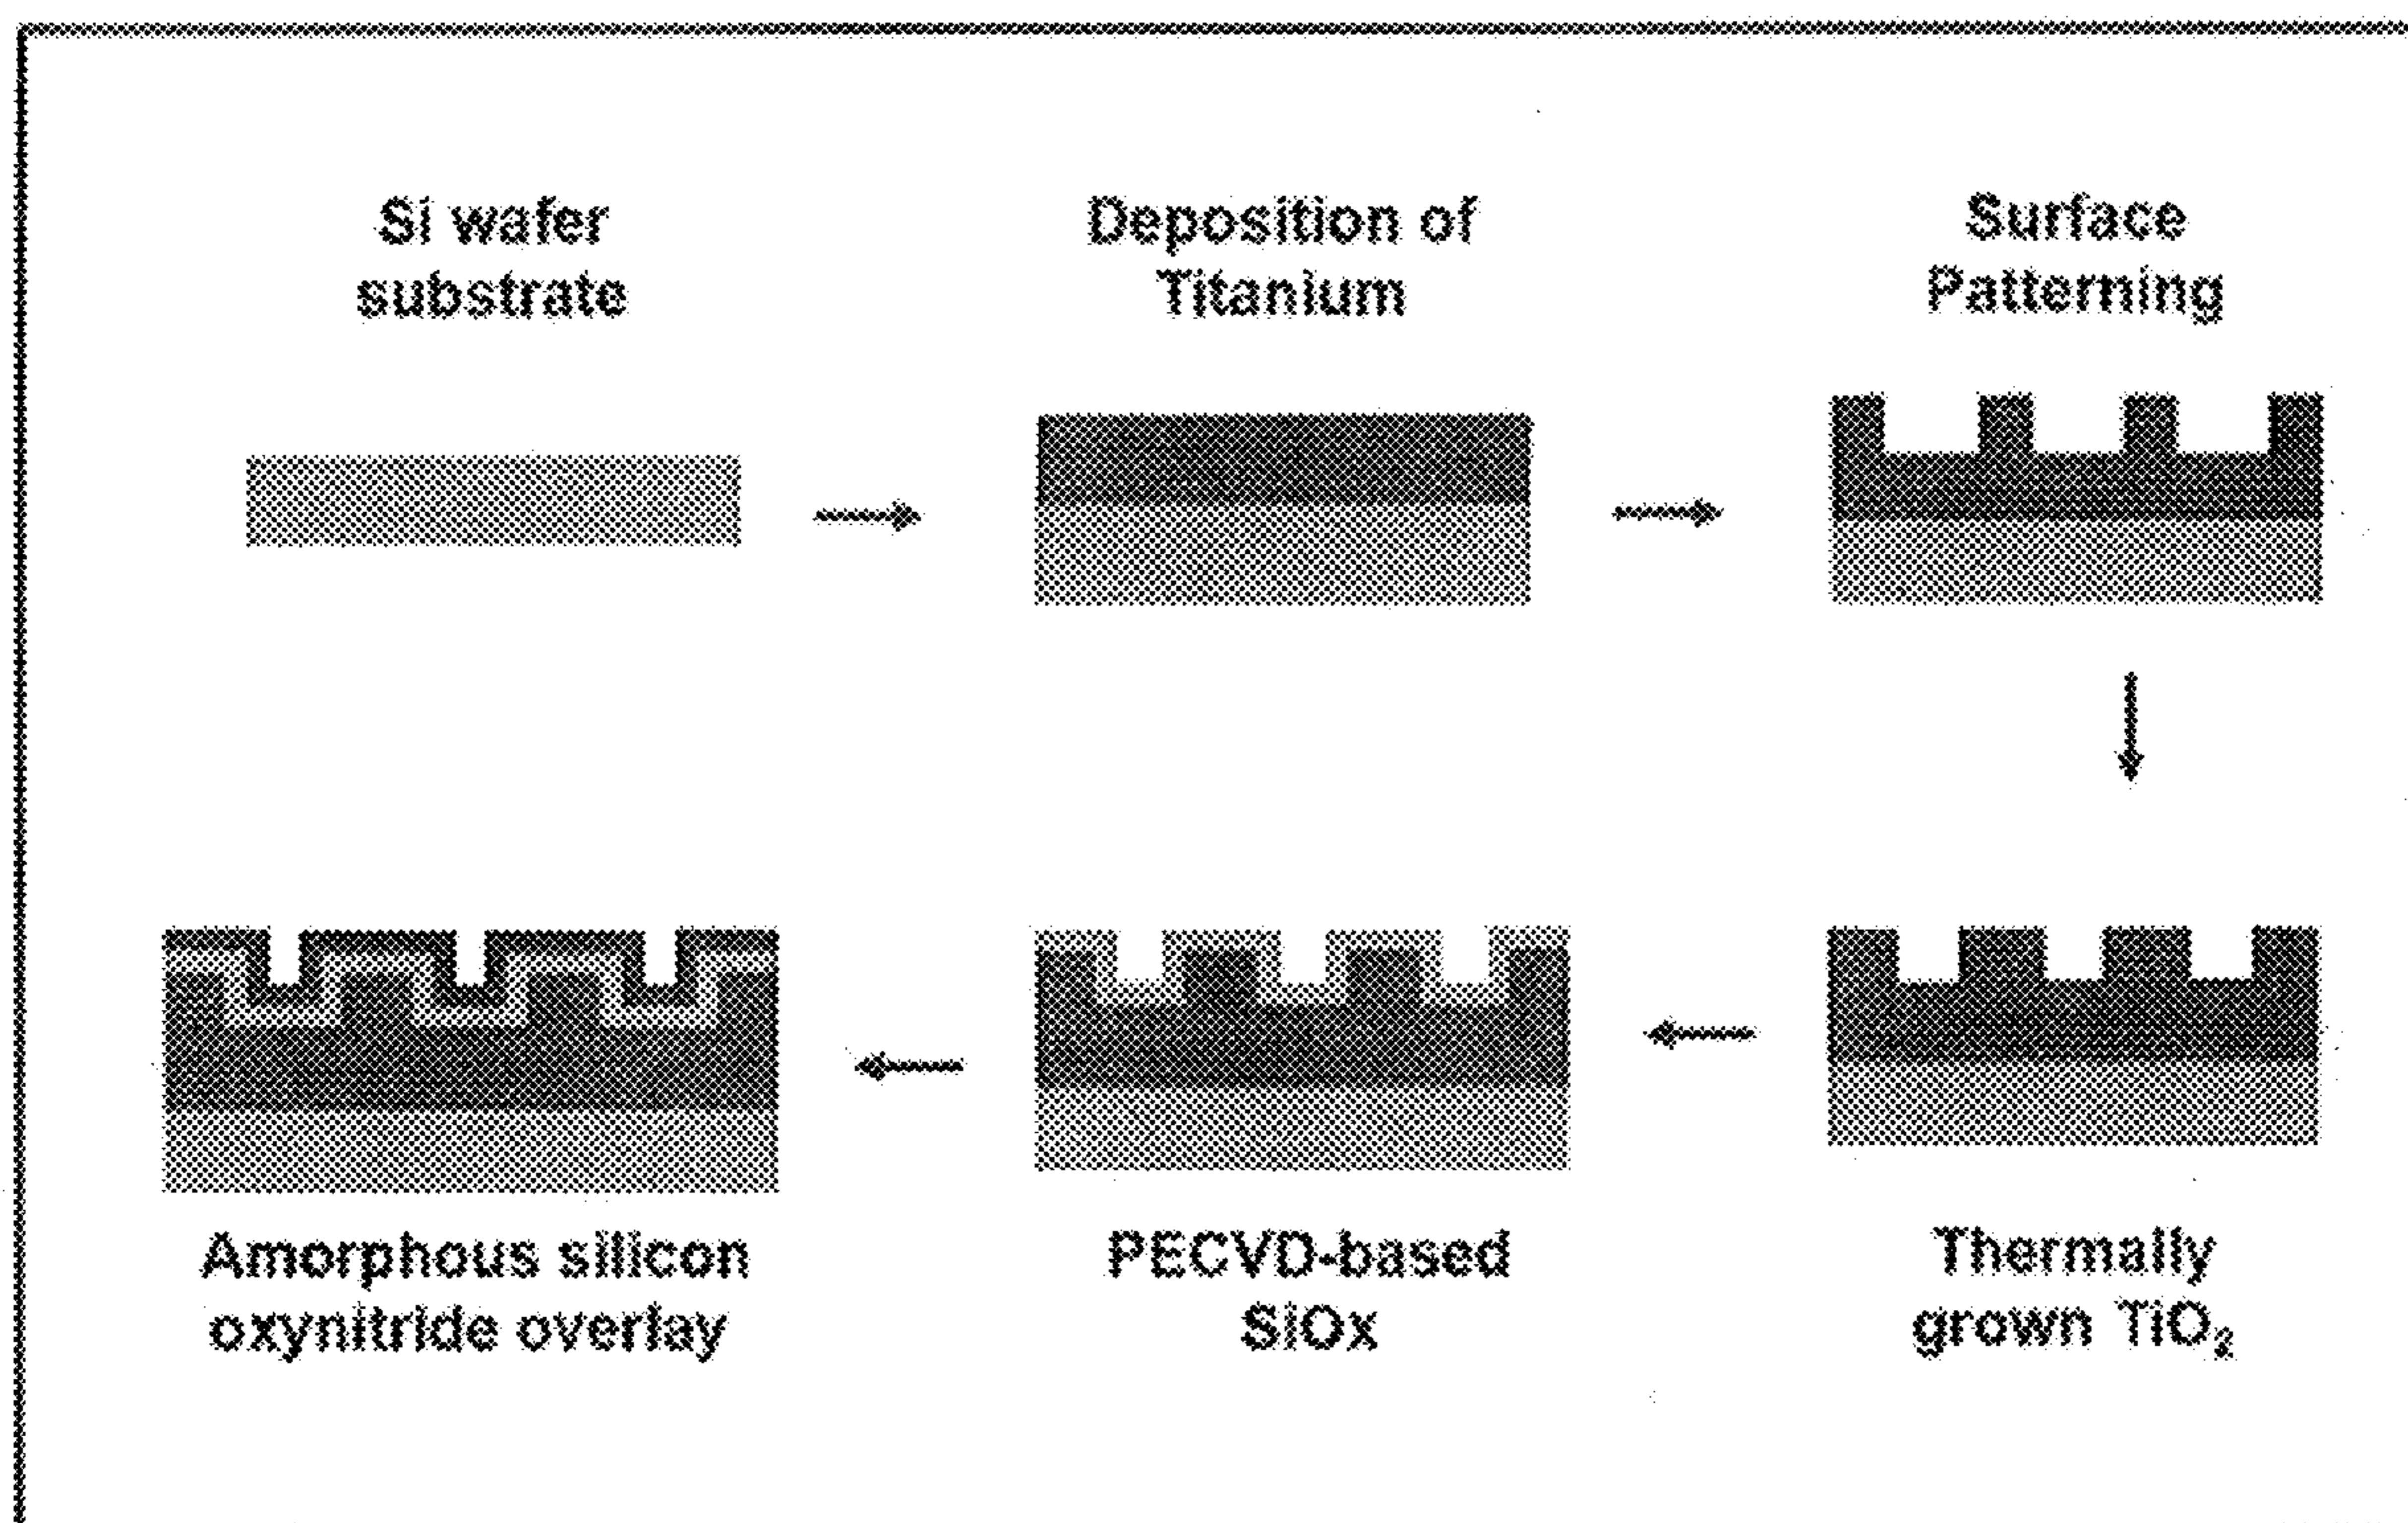 Si wafer
substrate
Deposition of
Titanium
Surface
Patterning
Amorphous silicon
oxynitride overlay
PECVD-based
SiOx
Thermally
grown TiO₂